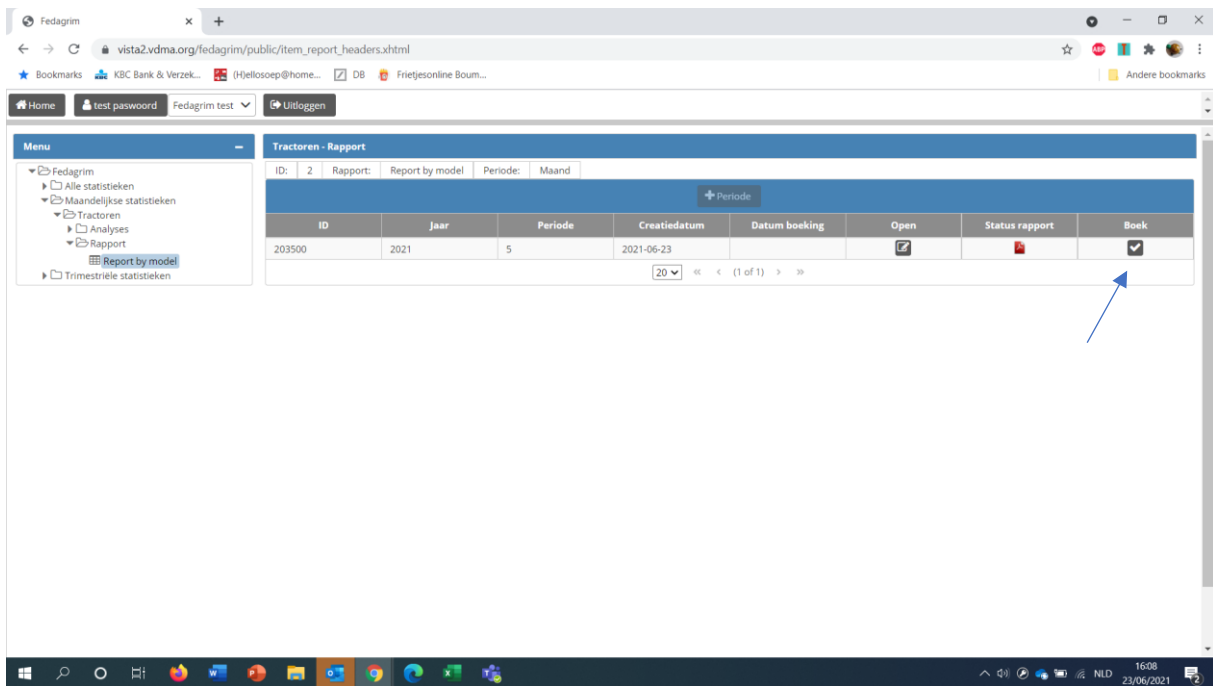 Fedagrim
vista2.vdma.org/fedagrim/public/item_report_headers.xhtml
ABP
Bookmarks KBC Bank & Verzek... (H)ellosoep@home... DB Frietjesonline Boum... Andere bookmarks
Home test paswoord Fedagrim test Uitloggen
Menu
Fedagrim
Alle statistieken
Maandelijkse statistieken
Tractoren
Analyses
Rapport
Report by model
Trimestriële statistieken
Tractoren - Rapport
ID: 2 Rapport: Report by model Periode: Maand
Periode
ID Jaar Periode Creatiedatum Datum boeking Open Status rapport Boek
203500 2021 5 2021-06-23
20 (1 of 1)
NLD 16:08
23/06/2021
2